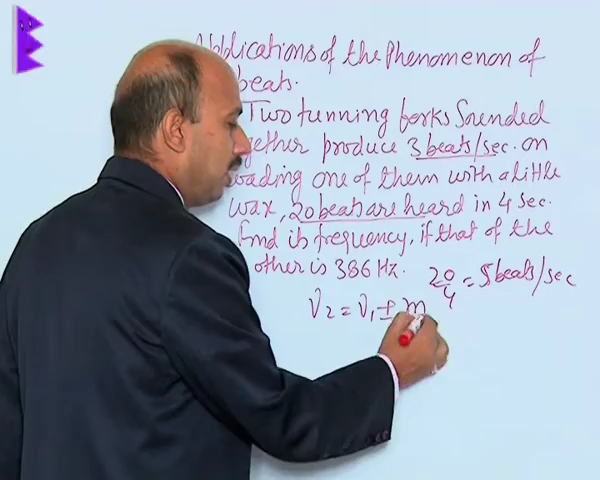 Applications of the Phenomenon of
beats.
Two tunning forks Sounded
gether produce 3 beats/sec. on
oading one of them with a little
wax, 20 beats are heard in 4 sec.
find its frequency, if that of the
other is 386 Hz. 20/4 = 5 beats/sec
ν₂ = ν₁ ± m